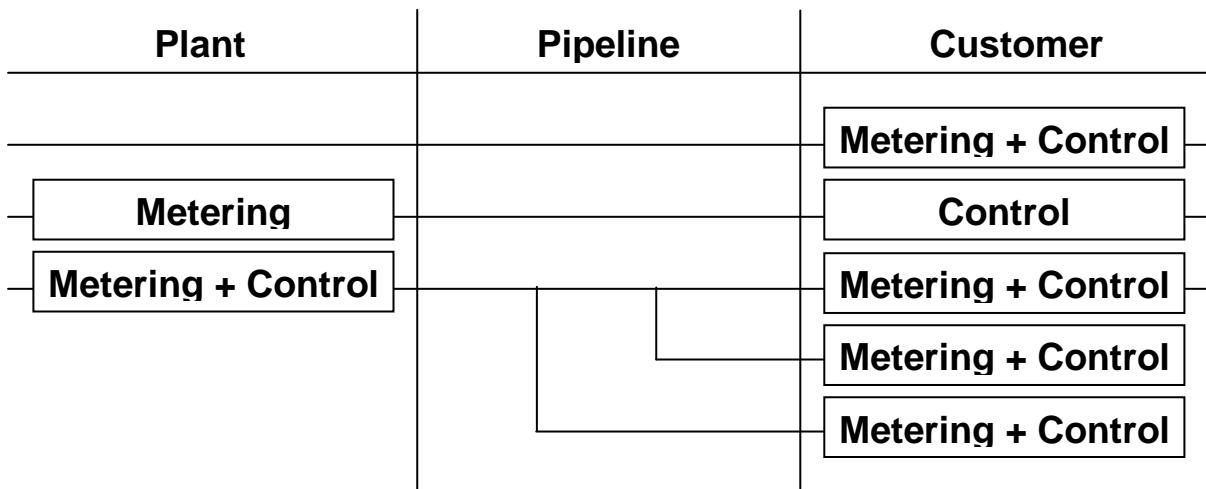 Plant Pipeline Customer
Metering + Control
Metering Control
Metering + Control Metering + Control
Metering + Control
Metering + Control